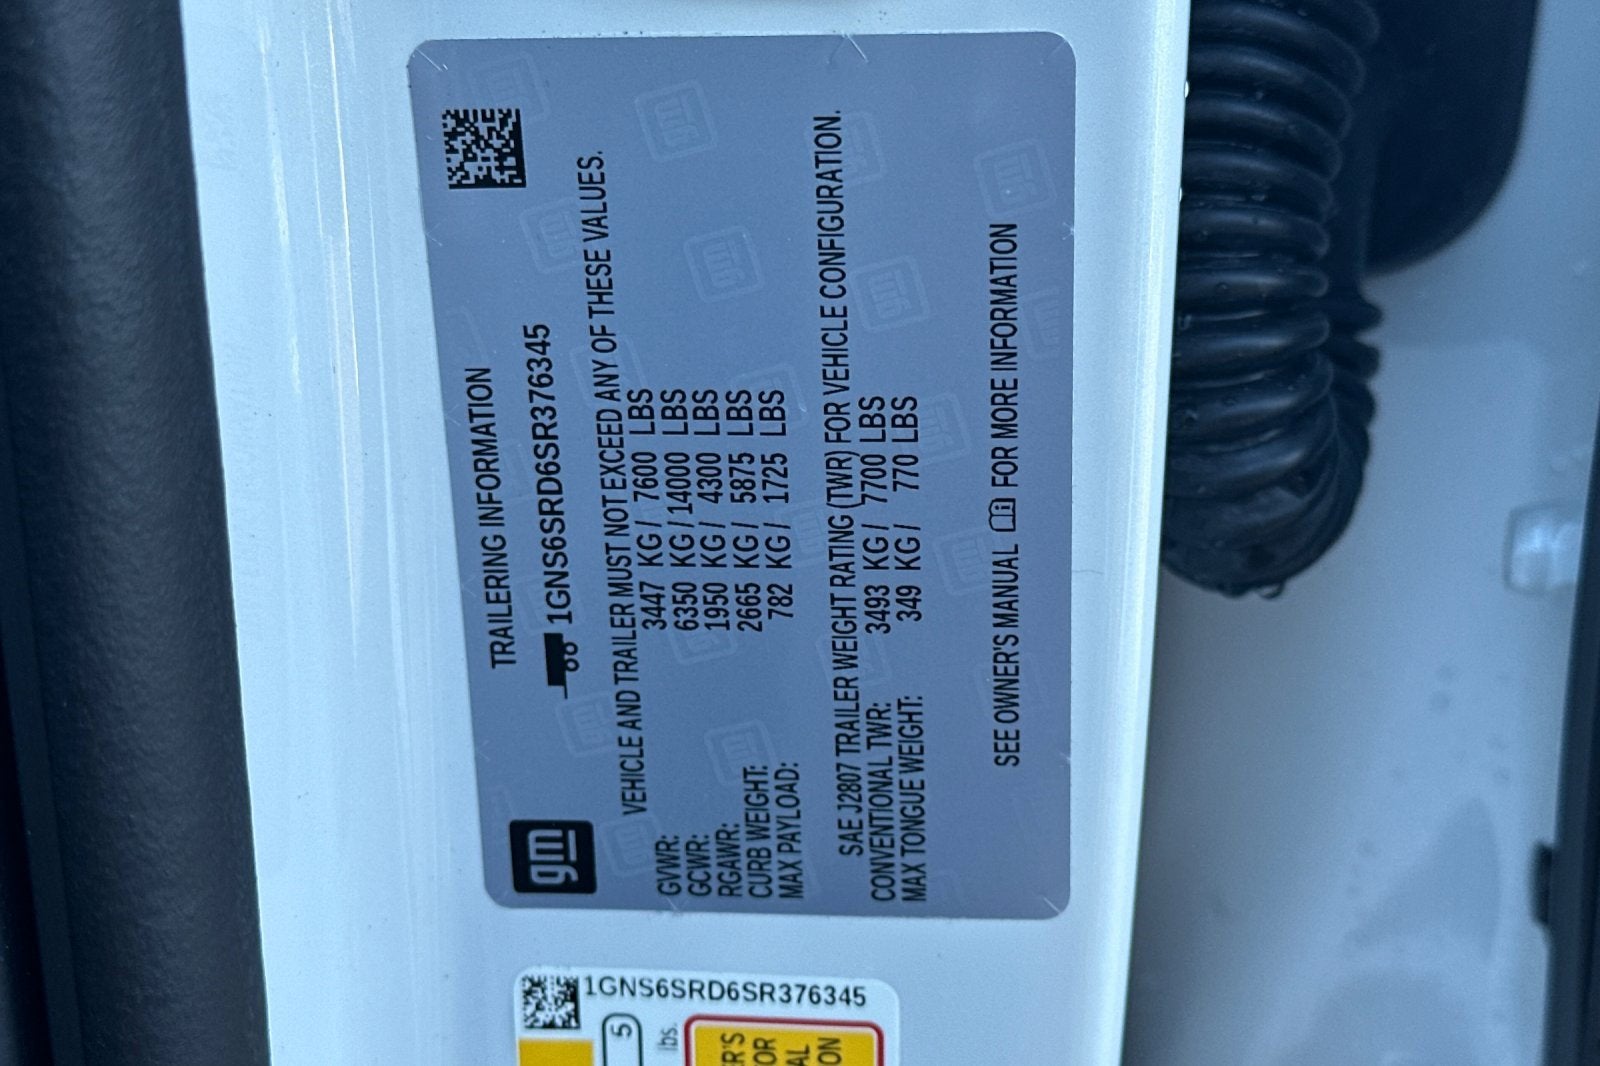 TRAILERING INFORMATION
gm
1GNS6SRD6SR376345
VEHICLE AND TRAILER MUST NOT EXCEED ANY OF THESE VALUES.
GVWR: 3447 KG / 7600 LBS
GCWR: 6350 KG / 14000 LBS
RGAWR: 1950 KG / 4300 LBS
CURB WEIGHT: 2665 KG / 5875 LBS
MAX PAYLOAD: 782 KG / 1725 LBS
SAE J2807 TRAILER WEIGHT RATING (TWR) FOR VEHICLE CONFIGURATION.
CONVENTIONAL TWR: 3493 KG / 7700 LBS
MAX TONGUE WEIGHT: 349 KG / 770 LBS
SEE OWNER'S MANUAL FOR MORE INFORMATION
1GNS6SRD6SR376345
5
lbs.